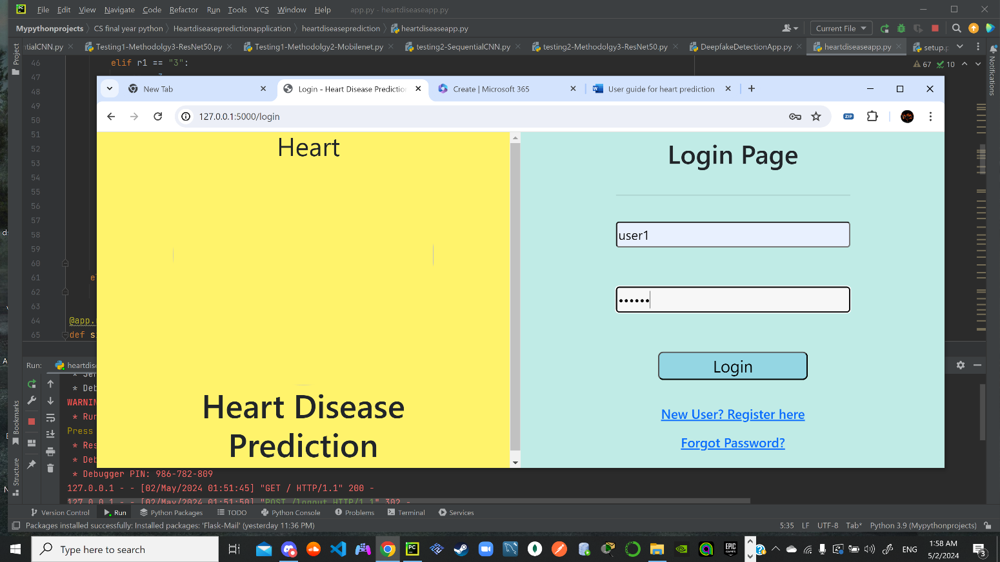 File Edit View Navigate Code Refactor Run Tools VCS Window Help app.py - heartdiseaseapp.py
Mypythonprojects CS final year python Heartdiseasepredictionapplication heartdiseaseprediction heartdiseaseapp.py Current File
ntialCNN.py Testing1-Methodolgy3-ResNet50.py Testing1-Methodology2-Mobilenet.py testing2-SequentialCNN.py testing2-Methodolgy3-ResNet50.py DeepfakeDetectionApp.py heartdiseaseapp.py setup.p
Project
Notifications
67 10
46 elif r1 == "3":
47
48
49
50
51
52
53
54
55
56
57
58
59
60
61 el
62
63
64 @app.
65 def s
New Tab Login - Heart Disease Predictio Create | Microsoft 365 User guide for heart prediction
127.0.0.1:5000/login
ZIP
Heart
Heart Disease
Prediction
Login Page
user1
••••••
Login
New User? Register here
Forgot Password?
Run: heartdise
* Ser
* Deb
WARNIN
* Run
Press
* Res
* Deb
* Debugger PIN: 986-782-809
127.0.0.1 - - [02/May/2024 01:51:45] "GET / HTTP/1.1" 200 -
127.0.0.1 - - [02/May/2024 01:51:50] "POST /logout HTTP/1.1" 302 -
Bookmarks
Structure
Version Control Run Python Packages TODO Python Console Problems Terminal Services
Packages installed successfully: Installed packages: 'Flask-Mail' (yesterday 11:36 PM) 5:35 LF UTF-8 Tab* Python 3.9 (Mypythonprojects)
Type here to search
ENG
1:58 AM
5/2/2024
3